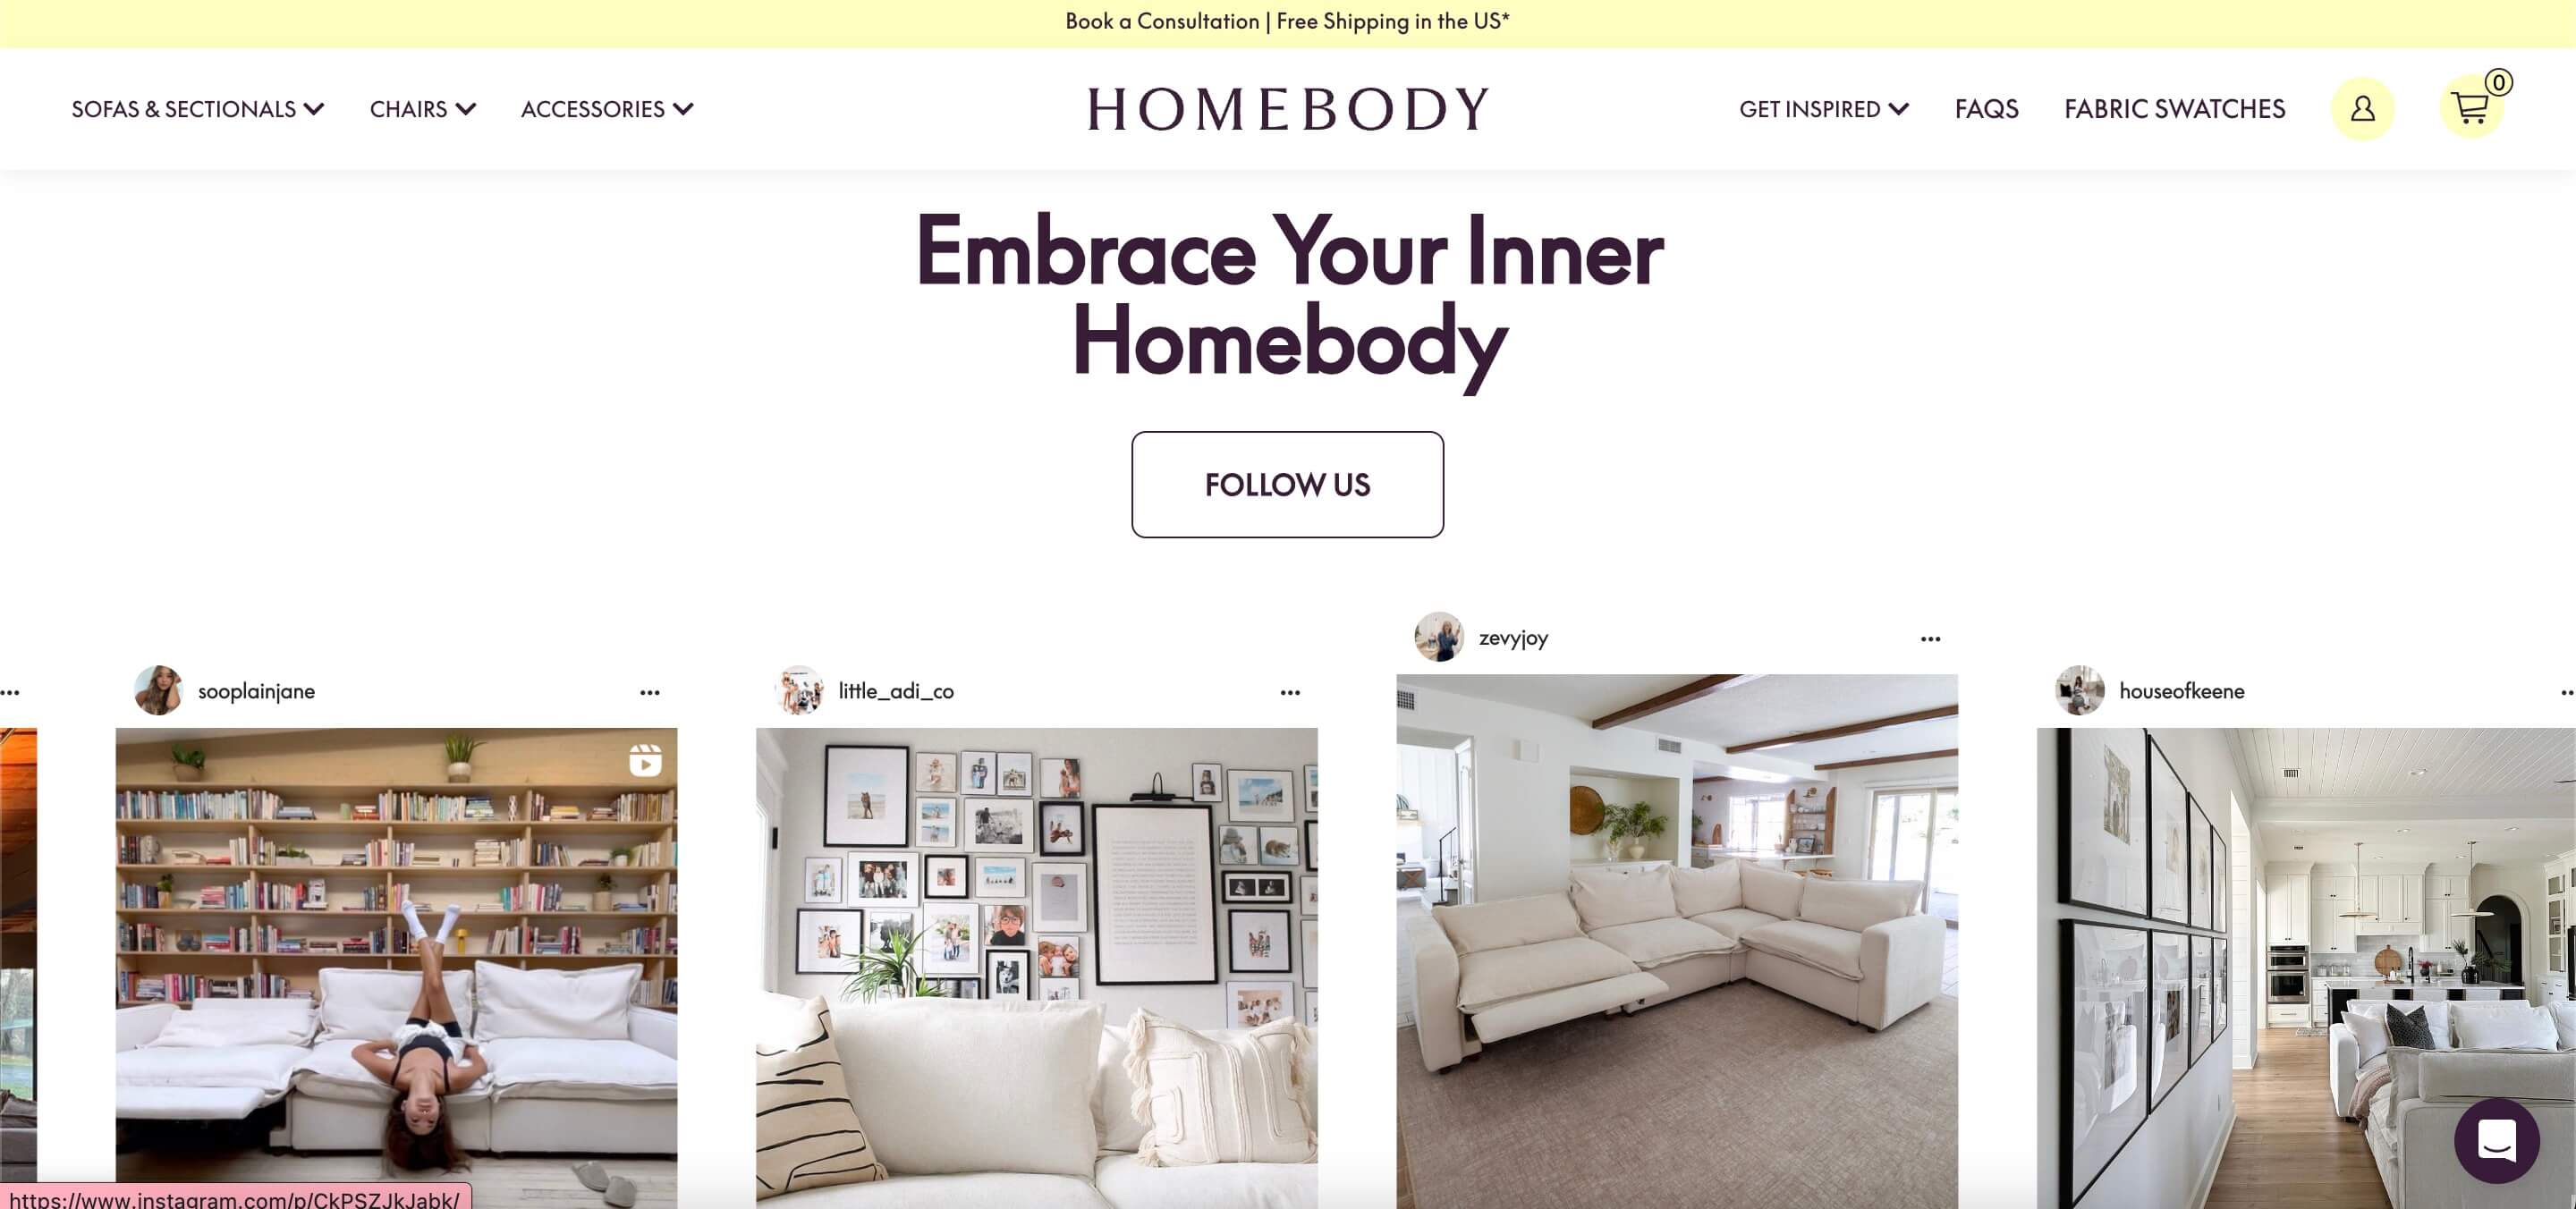 Book a Consultation | Free Shipping in the US*
SOFAS & SECTIONALS
CHAIRS
ACCESSORIES
HOMEBODY
GET INSPIRED
FAQS
FABRIC SWATCHES
0
Embrace Your Inner
Homebody
FOLLOW US
sooplainjane
little_adi_co
zevyjoy
houseofkeene
https://www.instagram.com/p/CkPSZJkJabk/